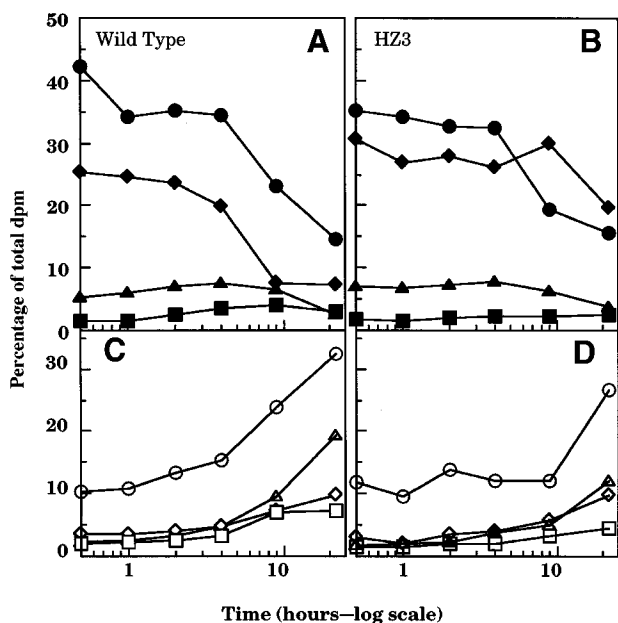 Wild Type
A
HZ3
B
50
40
30
20
10
0
C
D
30
20
10
0
1
10
1
10
Percentage of total dpm
Time (hours–log scale)